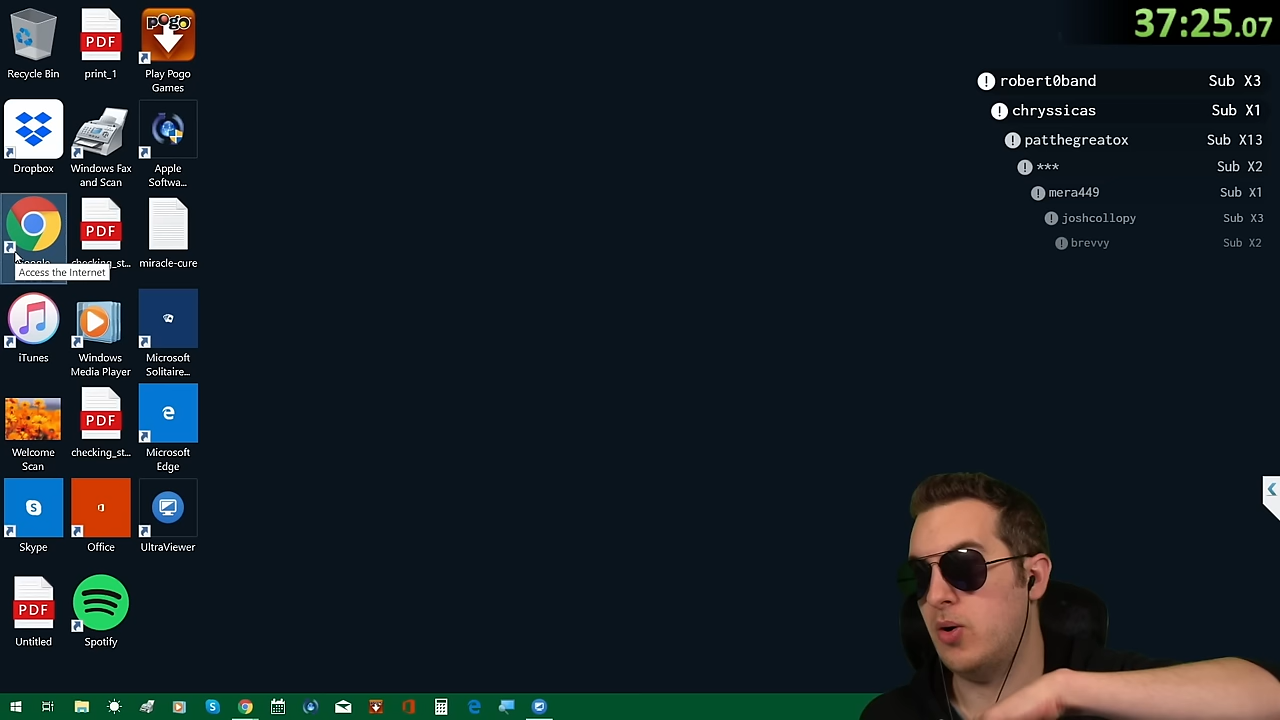 37:25.07
robert0band Sub X3
chryssicas Sub X1
patthegreatox Sub X13
*** Sub X2
mera449 Sub X1
joshcollopy Sub X3
brevvy Sub X2
Recycle Bin
PDF
print_1
pogo
Play Pogo
Games
Dropbox
Windows Fax
and Scan
Apple
Softwa...
Google
Access the Internet
PDF
checking_st...
miracle-cure
iTunes
Windows
Media Player
Microsoft
Solitaire...
Welcome
Scan
PDF
checking_st...
Microsoft
Edge
Skype
Office
UltraViewer
PDF
Untitled
Spotify